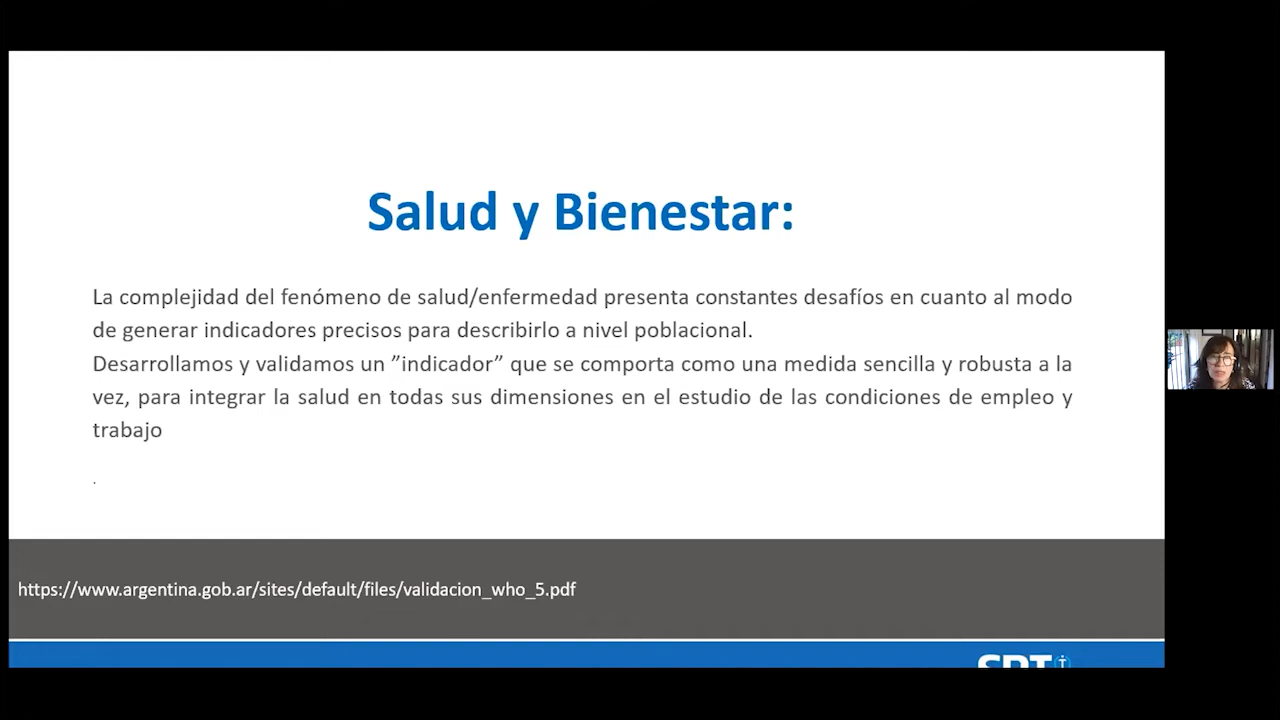 Salud y Bienestar:
La complejidad del fenómeno de salud/enfermedad presenta constantes desafíos en cuanto al modo
de generar indicadores precisos para describirlo a nivel poblacional.
Desarrollamos y validamos un ”indicador” que se comporta como una medida sencilla y robusta a la
vez, para integrar la salud en todas sus dimensiones en el estudio de las condiciones de empleo y
trabajo
.
https://www.argentina.gob.ar/sites/default/files/validacion_who_5.pdf
SRT